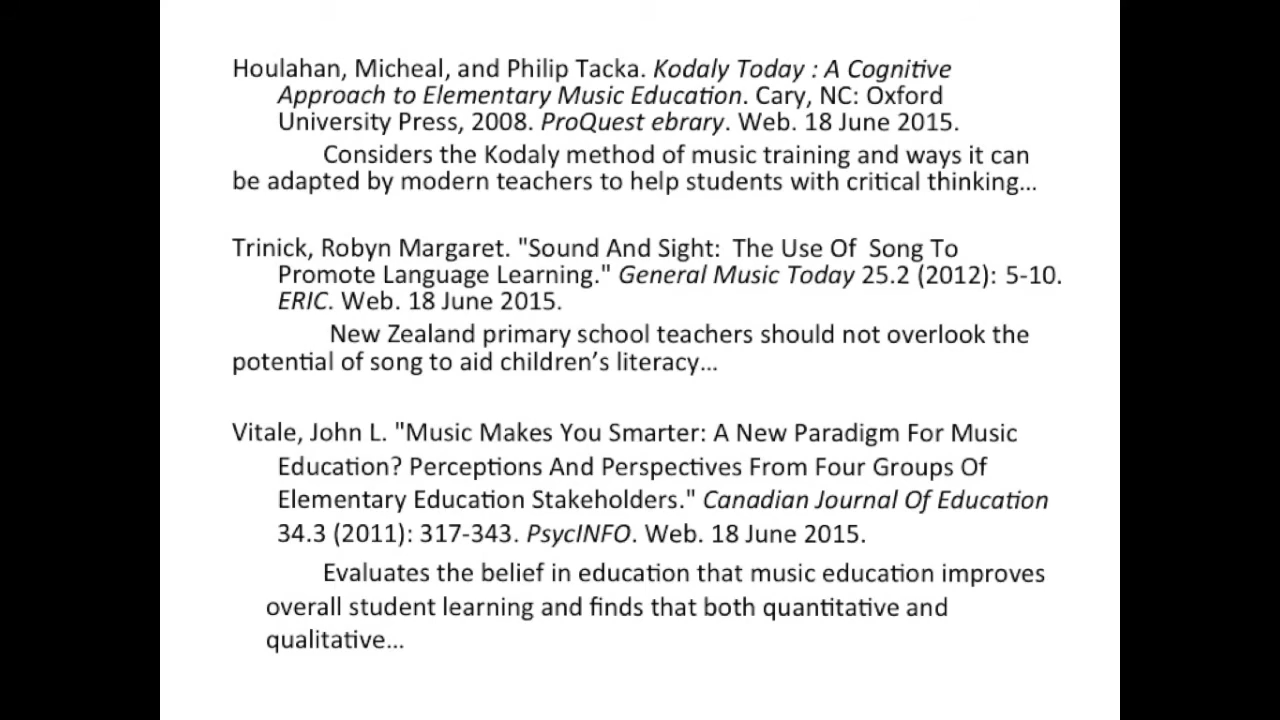 Houlahan, Micheal, and Philip Tacka. Kodaly Today : A Cognitive
Approach to Elementary Music Education. Cary, NC: Oxford
University Press, 2008. ProQuest ebrary. Web. 18 June 2015.
Considers the Kodaly method of music training and ways it can
be adapted by modern teachers to help students with critical thinking…
Trinick, Robyn Margaret. "Sound And Sight:  The Use Of  Song To
Promote Language Learning." General Music Today 25.2 (2012): 5-10.
ERIC. Web. 18 June 2015.
New Zealand primary school teachers should not overlook the
potential of song to aid children’s literacy…
Vitale, John L. "Music Makes You Smarter: A New Paradigm For Music
Education? Perceptions And Perspectives From Four Groups Of
Elementary Education Stakeholders." Canadian Journal Of Education
34.3 (2011): 317-343. PsycINFO. Web. 18 June 2015.
Evaluates the belief in education that music education improves
overall student learning and finds that both quantitative and
qualitative…